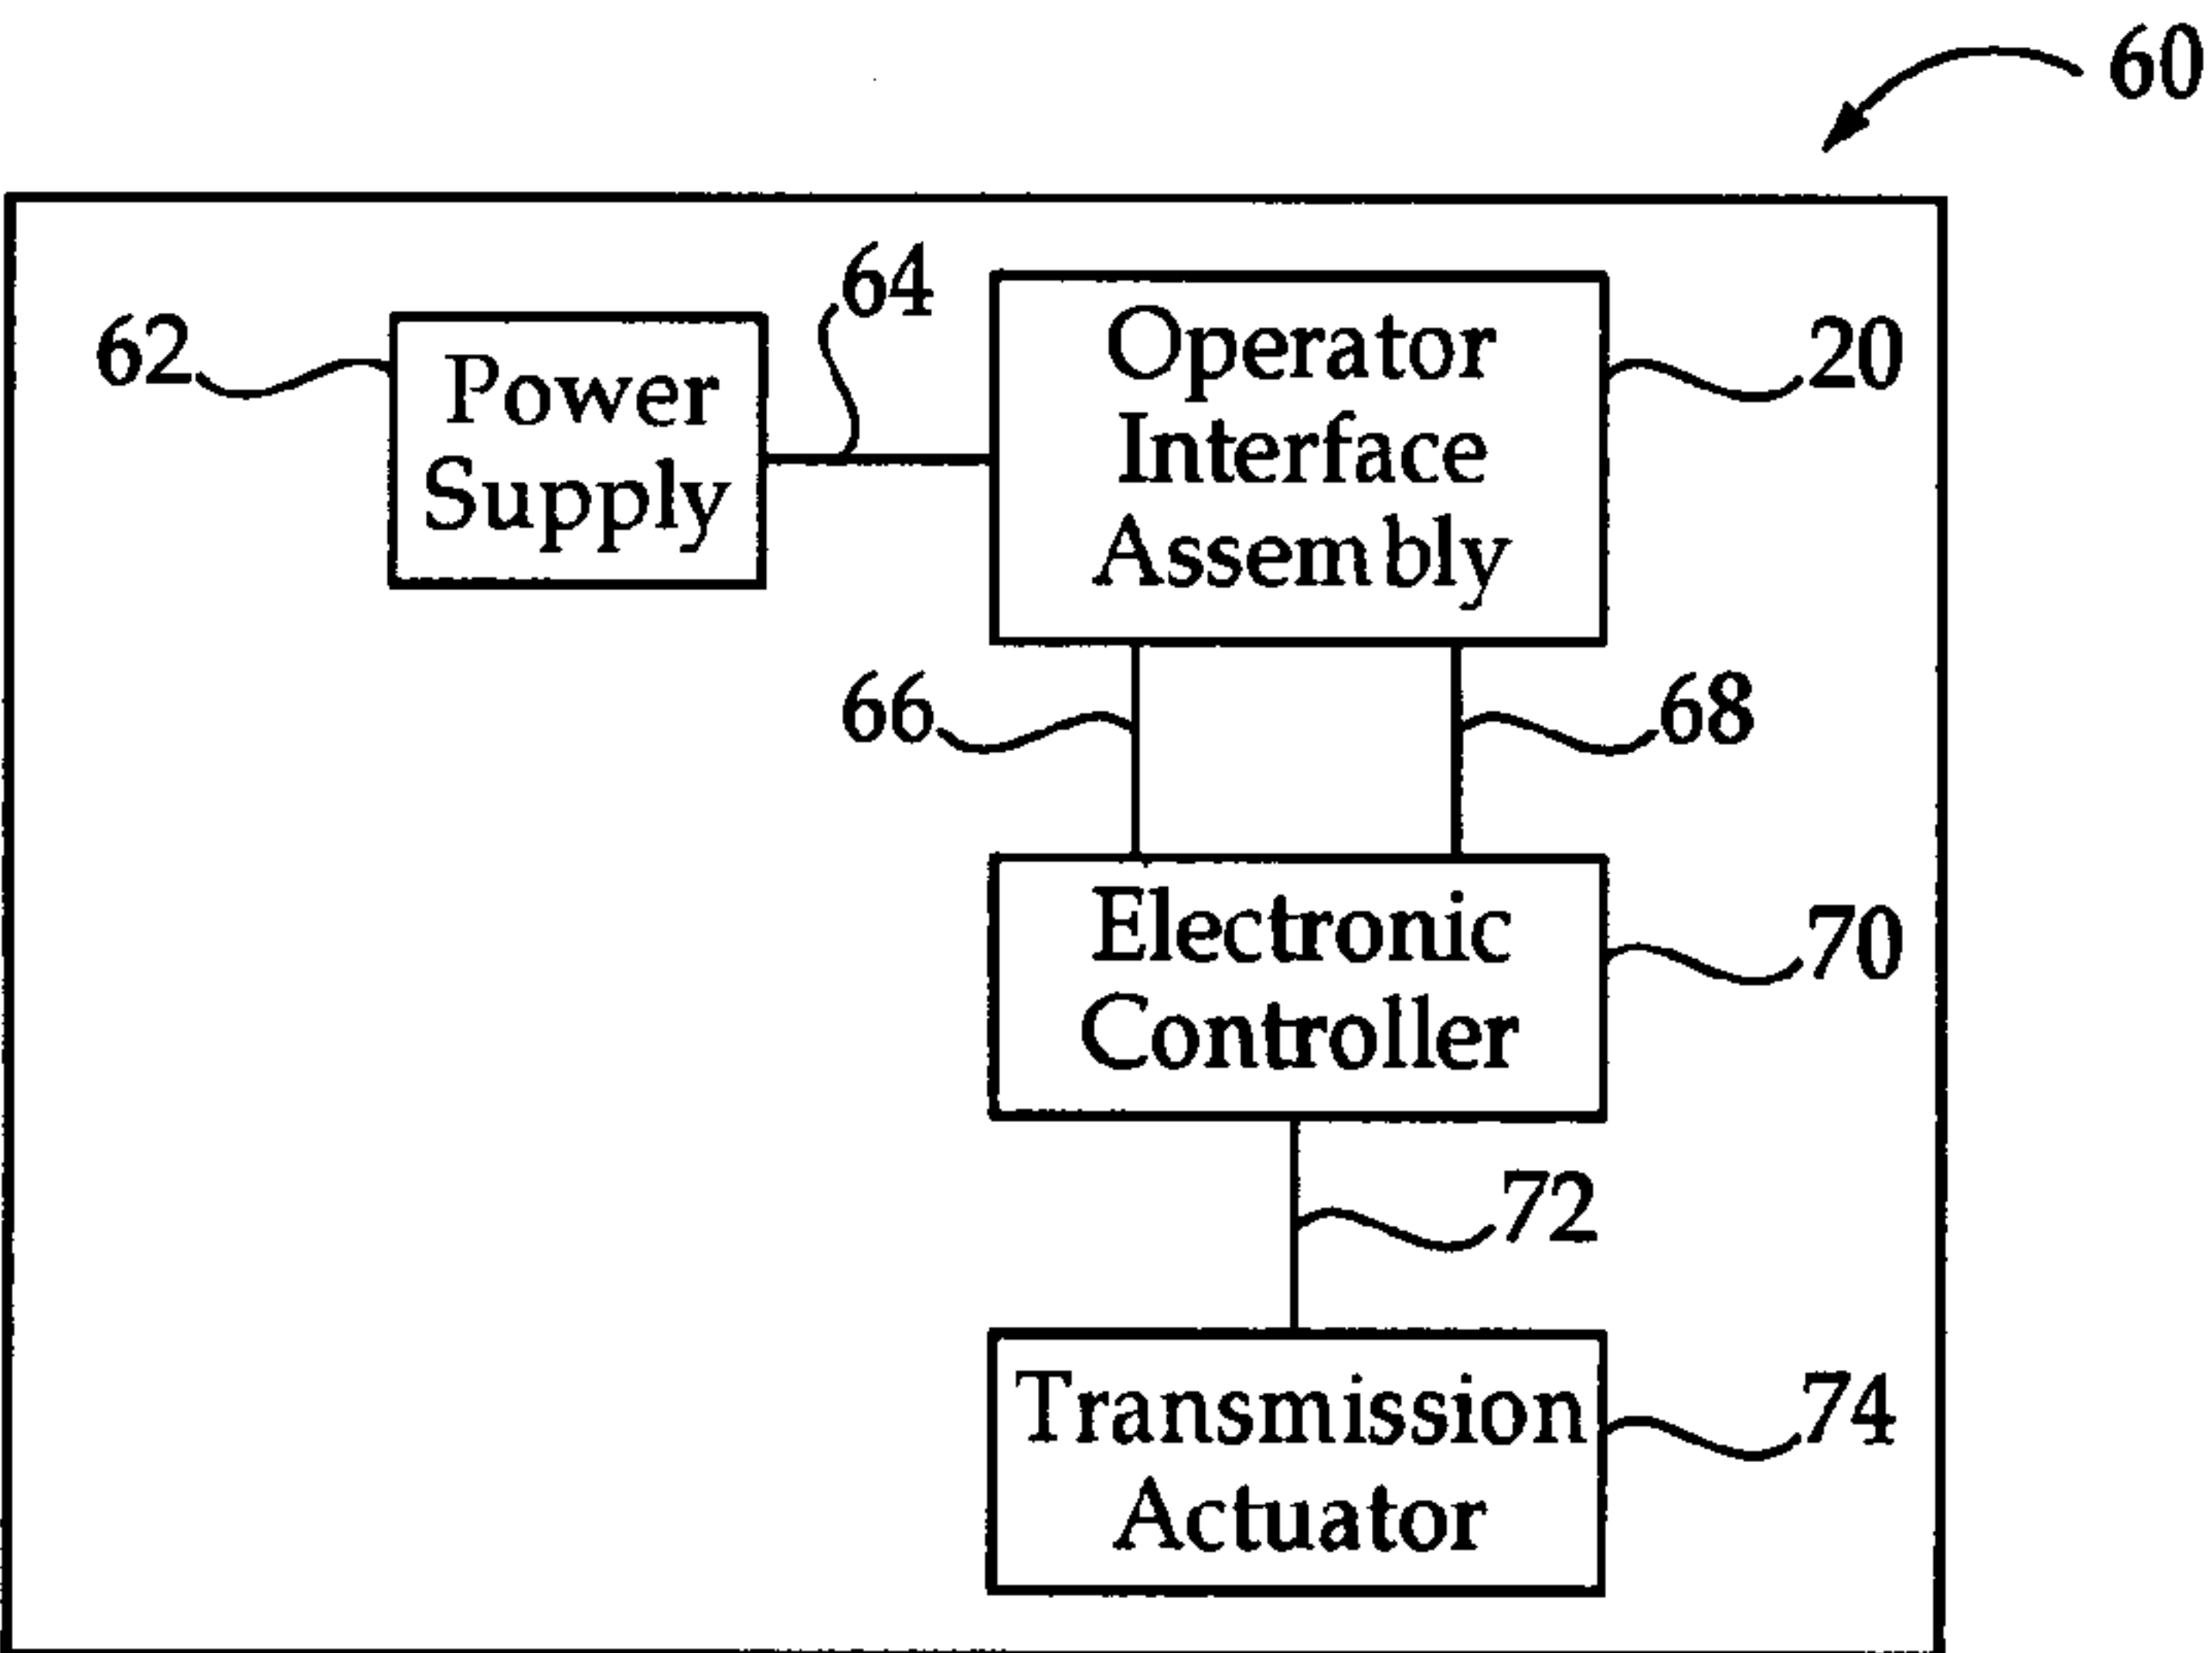 60
64
62
Power
Supply
Operator
Interface
Assembly
20
66
68
Electronic
Controller
70
72
Transmission
Actuator
74